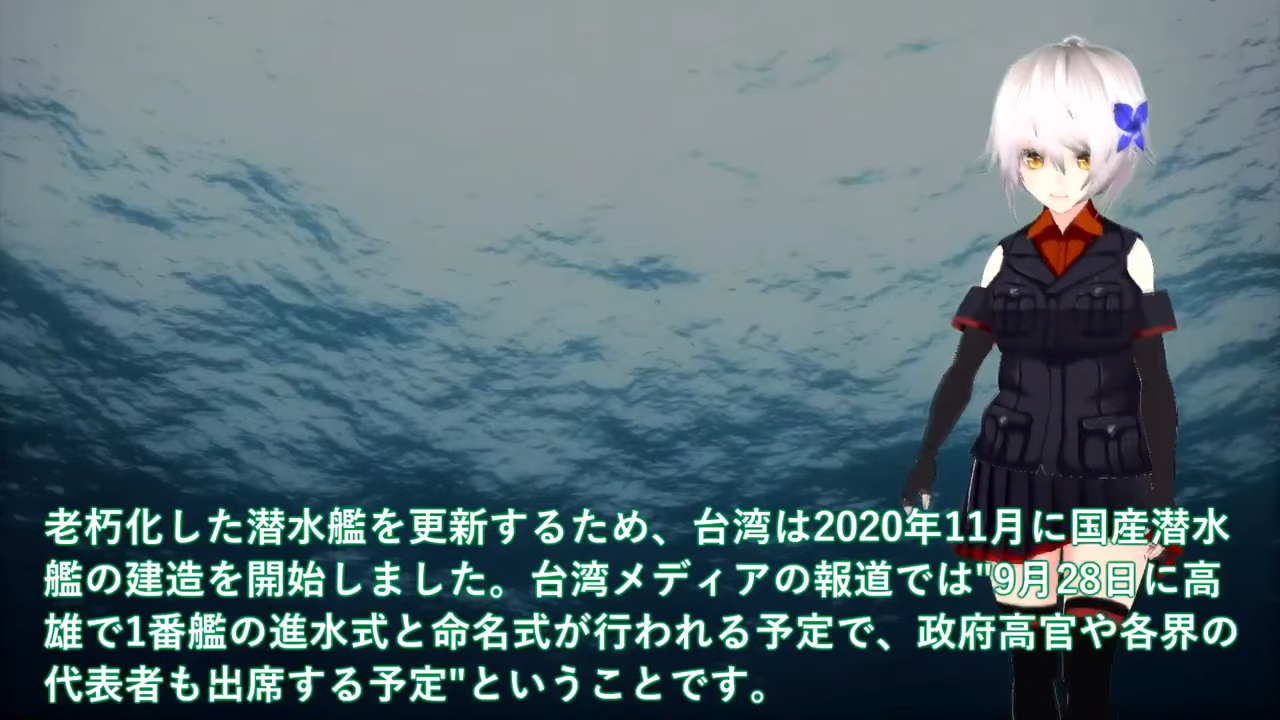 老朽化した潜水艦を更新するため、台湾は2020年11月に国産潜水
艦の建造を開始しました。台湾メディアの報道では"9月28日に高
雄で1番艦の進水式と命名式が行われる予定で、政府高官や各界の
代表者も出席する予定"ということです。